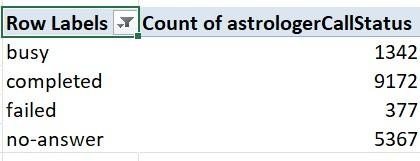 Row Labels Count of astrologerCallStatus
busy 1342
completed 9172
failed 377
no-answer 5367